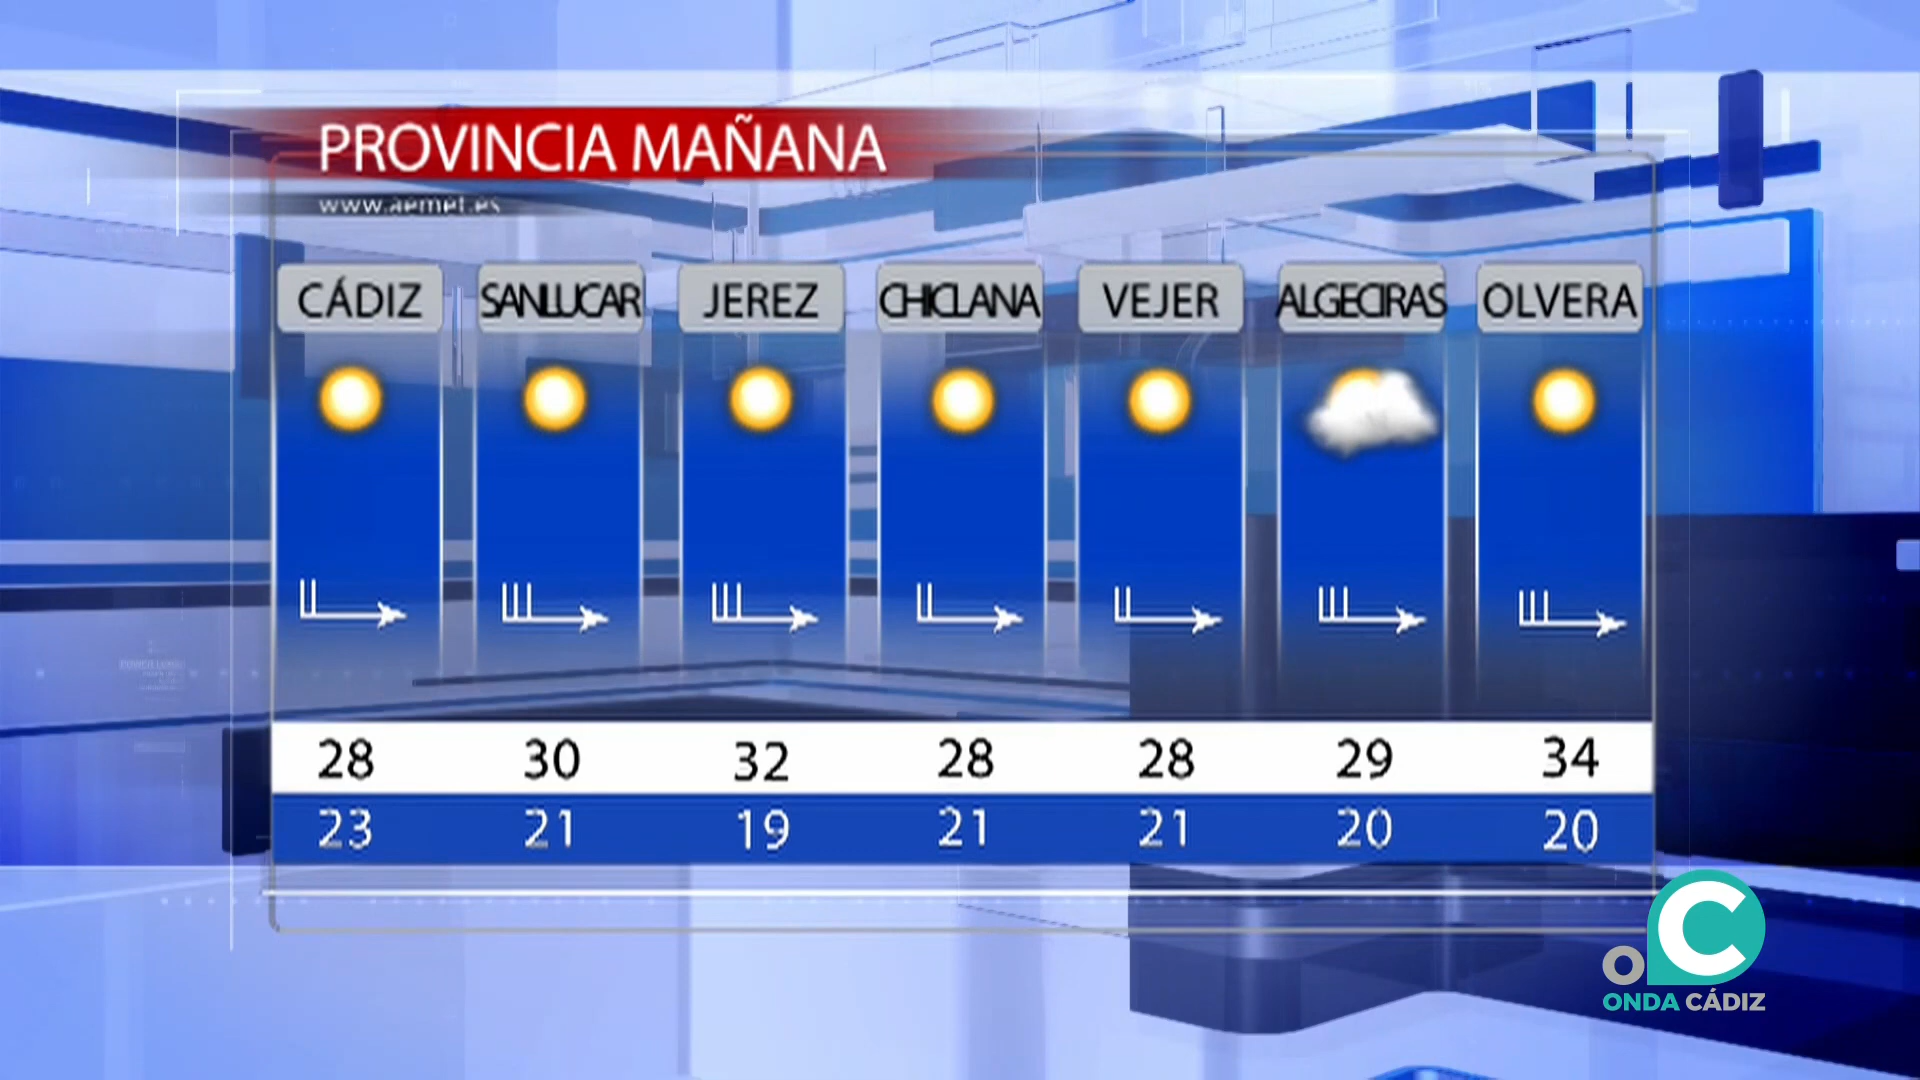 PROVINCIA MAÑANA
www.aemet.es
CÁDIZ SANLUCAR JEREZ CHICLANA VEJER ALGECIRAS OLVERA
28 30 32 28 28 29 34
23 21 19 21 21 20 20
OC
ONDA CÁDIZ